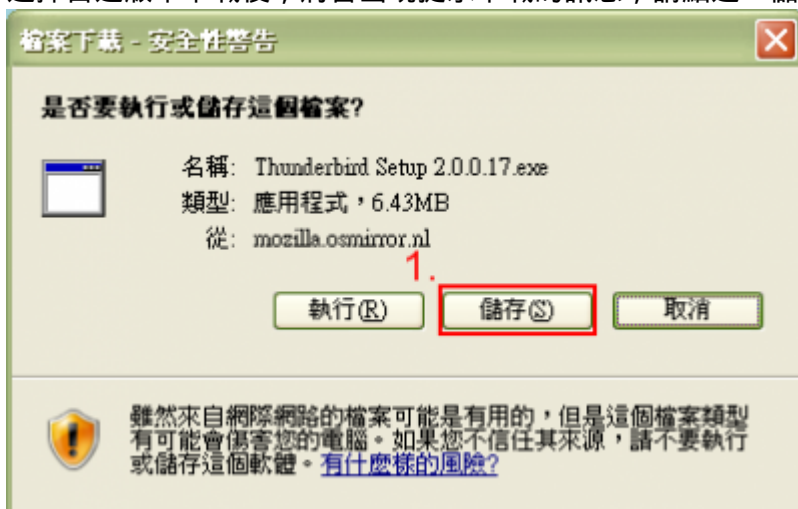 檔案下載 - 安全性警告
是否要執行或儲存這個檔案?
名稱: Thunderbird Setup 2.0.0.17.exe
類型: 應用程式，6.43MB
從: mozilla.osmirror.nl
1.
執行(R) 儲存(S) 取消
雖然來自網際網路的檔案可能是有用的，但是這個檔案類型
有可能會傷害您的電腦。如果您不信任其來源，請不要執行
或儲存這個軟體。有什麼樣的風險?